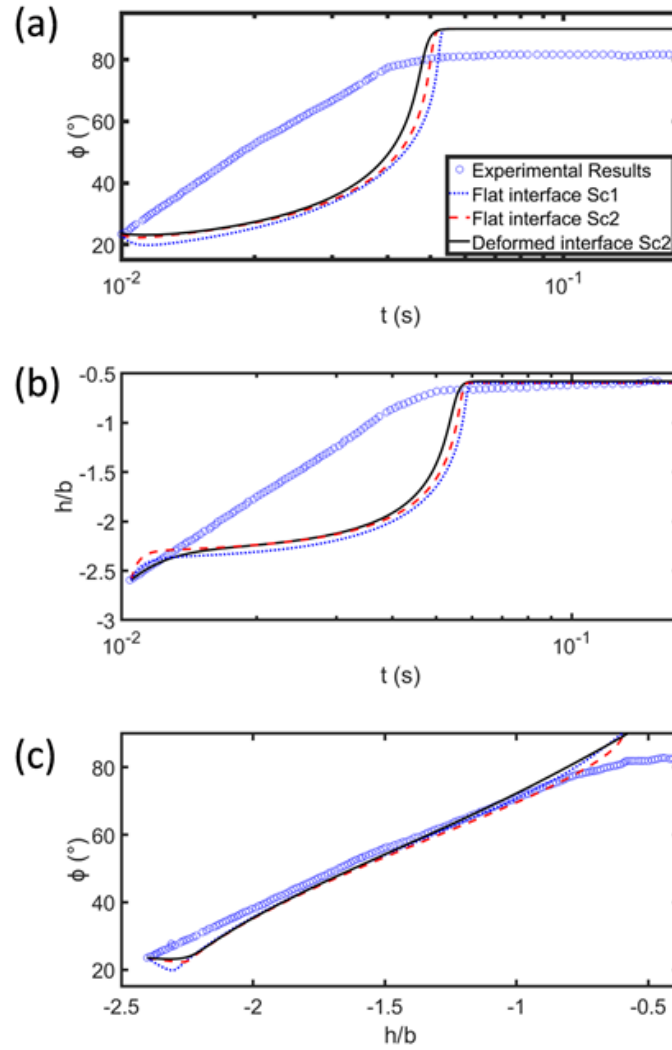 (a)
80
60
40
20
ϕ (°)
10⁻²
10⁻¹
t (s)
Experimental Results
Flat interface Sc1
Flat interface Sc2
Deformed interface Sc2
(b)
-0.5
-1
-1.5
-2
-2.5
-3
h/b
10⁻²
10⁻¹
t (s)
(c)
80
60
40
20
ϕ (°)
-2.5
-2
-1.5
-1
-0.5
h/b